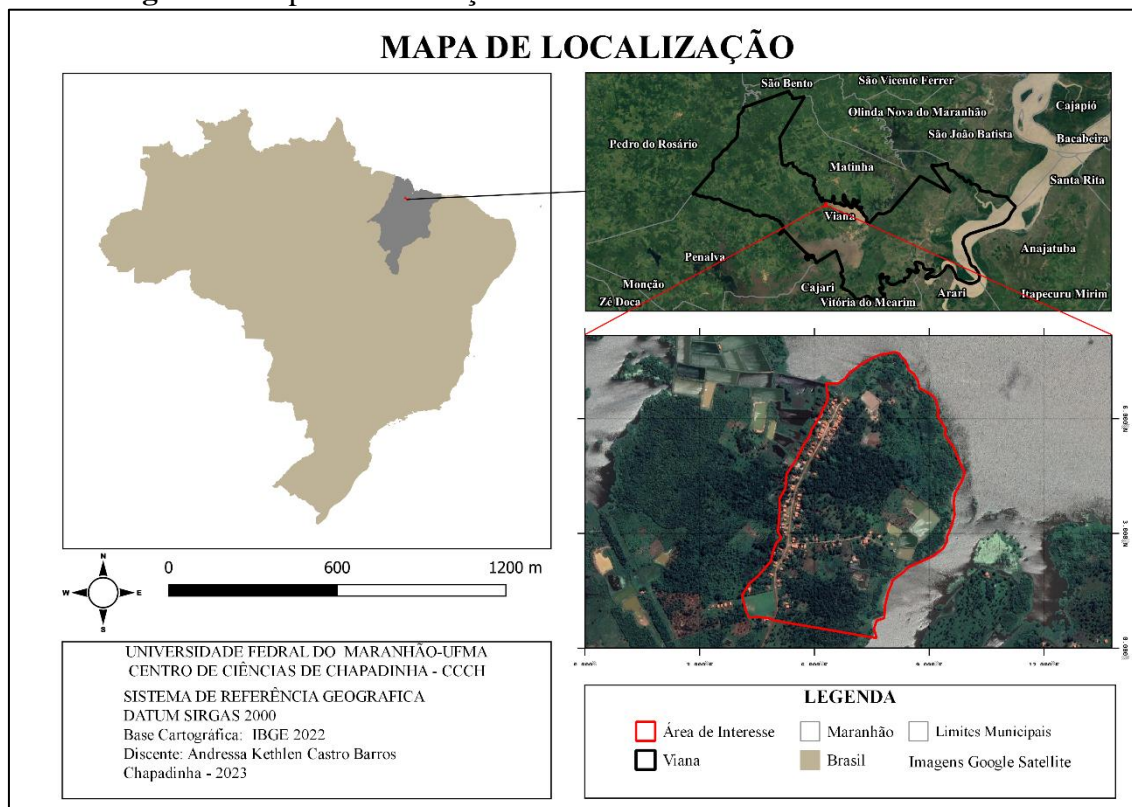 MAPA DE LOCALIZAÇÃO
São Bento
São Vicente Ferrer
Cajapió
Olinda Nova do Maranhão
São João Batista
Bacabeira
Pedro do Rosário
Matinha
Santa Rita
Viana
Anajatuba
Penalva
Monção
Cajari
Zé Doca
Vitória do Mearim
Arari
Itapecuru Mirim
N
W E
S
0 600 1200 m
UNIVERSIDADE FEDRAL DO MARANHÃO-UFMA
CENTRO DE CIÊNCIAS DE CHAPADINHA - CCCH
SISTEMA DE REFERÊNCIA GEOGRAFICA
DATUM SIRGAS 2000
Base Cartográfica: IBGE 2022
Discente: Andressa Kethlen Castro Barros
Chapadinha - 2023
LEGENDA
Área de Interesse
Maranhão
Limites Municipais
Viana
Brasil
Imagens Google Satellite